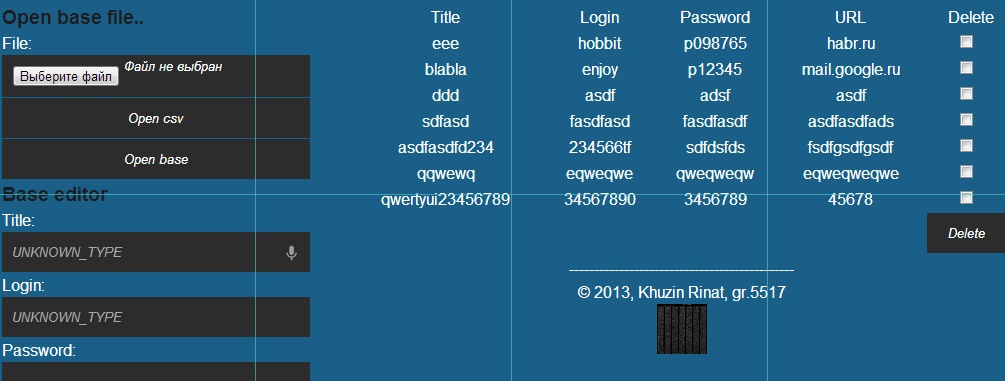 Open base file..
File:
Выберите файл Файл не выбран
Open csv
Open base
Base editor
Title:
UNKNOWN_TYPE
Login:
UNKNOWN_TYPE
Password:
Title Login Password URL Delete
eee hobbit p098765 habr.ru
blabla enjoy p12345 mail.google.ru
ddd asdf adsf asdf
sdfasd fasdfasd fasdfasdf asdfasdfads
asdfasdfd234 234566tf sdfdsfds fsdfgsdfgsdf
qqwewq eqweqwe qweqweqw eqweqweqwe
qwertyui23456789 34567890 3456789 45678
Delete
---------------------------------------------
© 2013, Khuzin Rinat, gr.5517